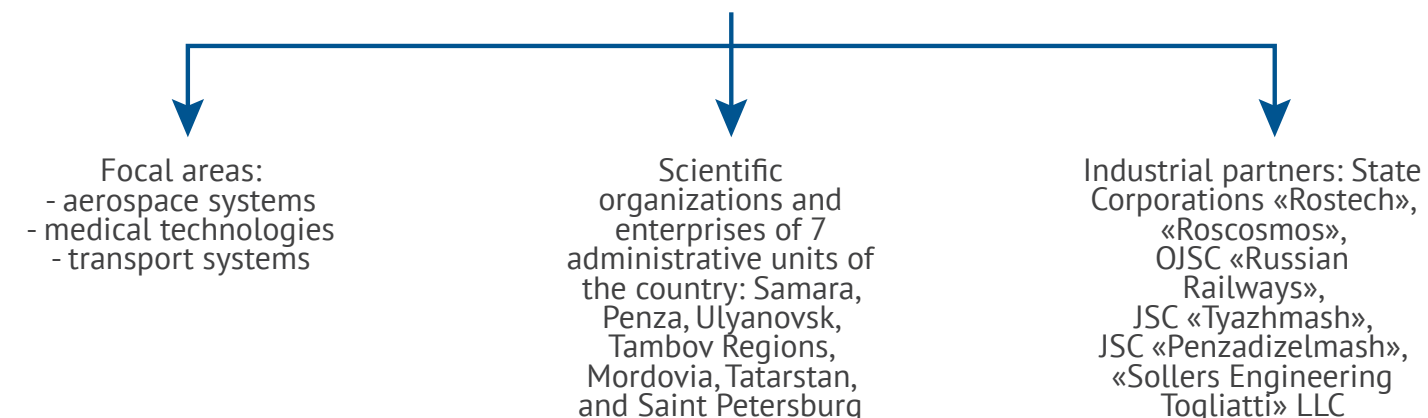 Focal areas:
- aerospace systems
- medical technologies
- transport systems
Scientific
organizations and
enterprises of 7
administrative units of
the country: Samara,
Penza, Ulyanovsk,
Tambov Regions,
Mordovia, Tatarstan,
and Saint Petersburg
Industrial partners: State
Corporations «Rostech»,
«Roscosmos»,
OJSC «Russian
Railways»,
JSC «Tyazhmash»,
JSC «Penzadizelmash»,
«Sollers Engineering
Togliatti» LLC